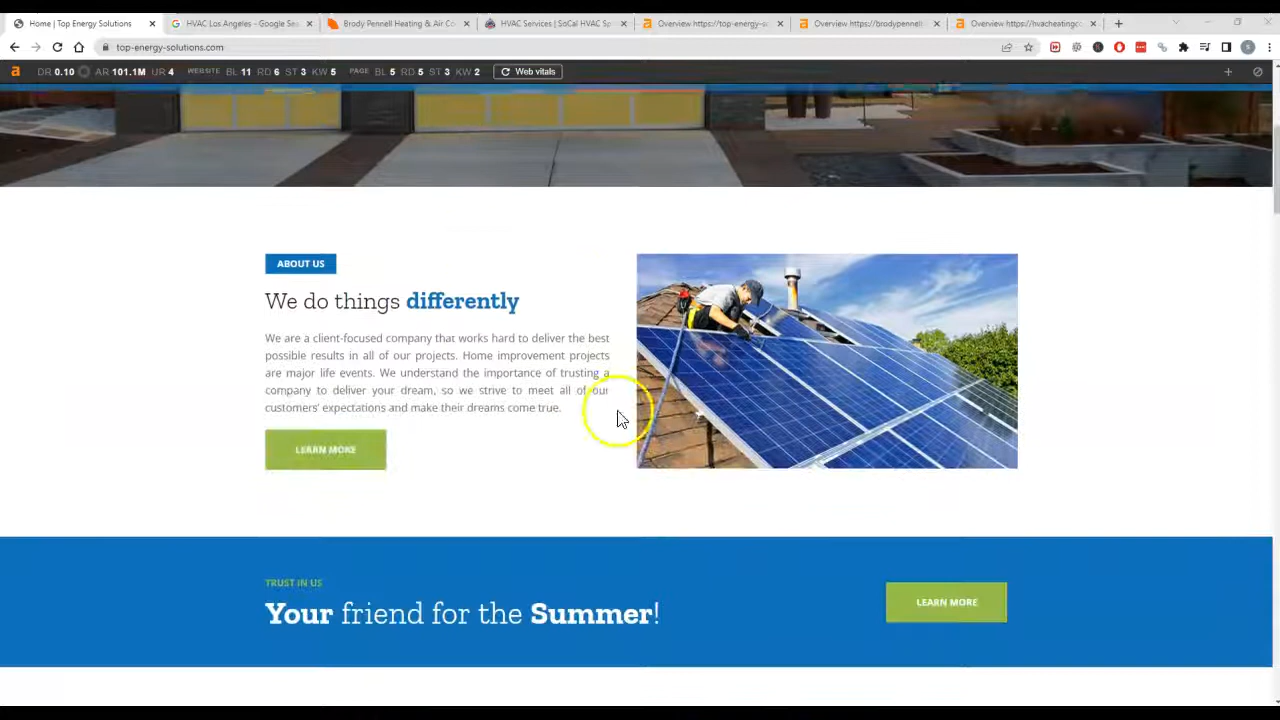 Home | Top Energy Solutions
HVAC Los Angeles - Google Sea
Brody Pennell Heating & Air Co
HVAC Services | SoCal HVAC Sp
Overview https://top-energy-s
Overview https://brodypennell
Overview https://hvacheatingc
top-energy-solutions.com
DR 0.10 AR 101.1M UR 4 WEBSITE BL 11 RD 6 ST 3 KW 5 PAGE BL 5 RD 5 ST 3 KW 2 Web vitals
ABOUT US
We do things differently
We are a client-focused company that works hard to deliver the best
possible results in all of our projects. Home improvement projects
are major life events. We understand the importance of trusting a
company to deliver your dream, so we strive to meet all of our
customers' expectations and make their dreams come true.
LEARN MORE
TRUST IN US
Your friend for the Summer!
LEARN MORE